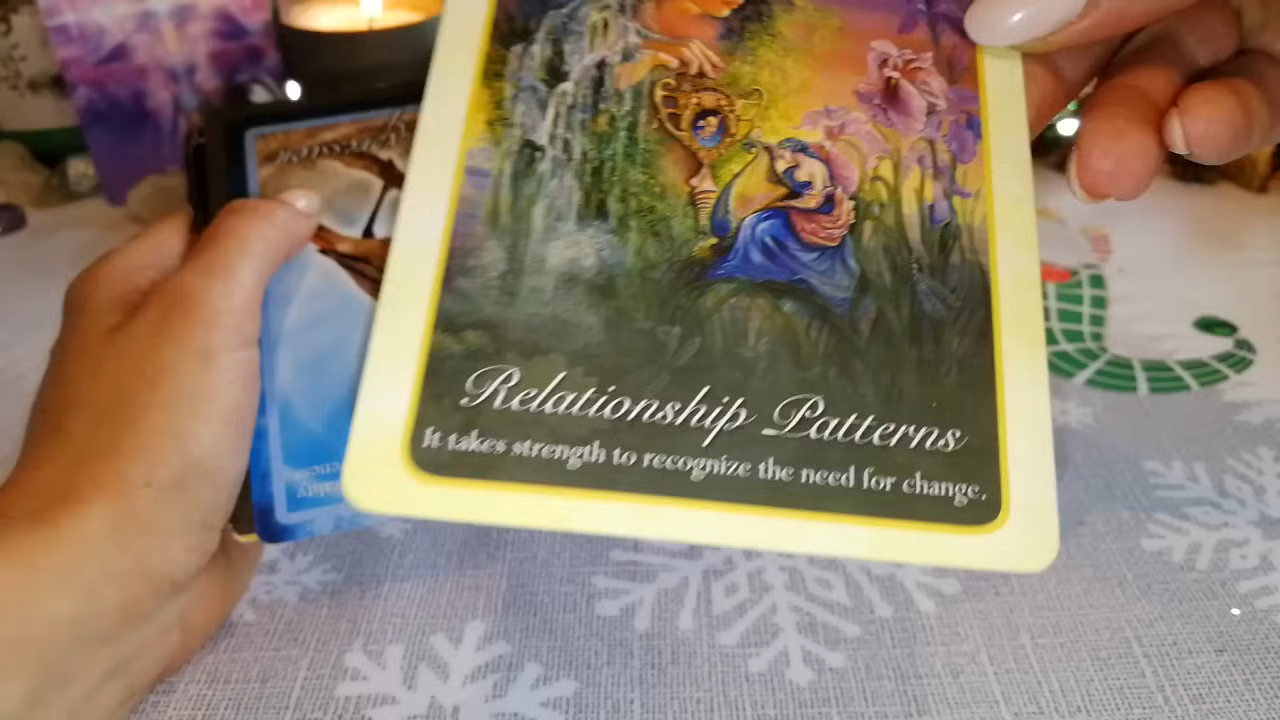 Relationship Patterns
It takes strength to recognize the need for change.